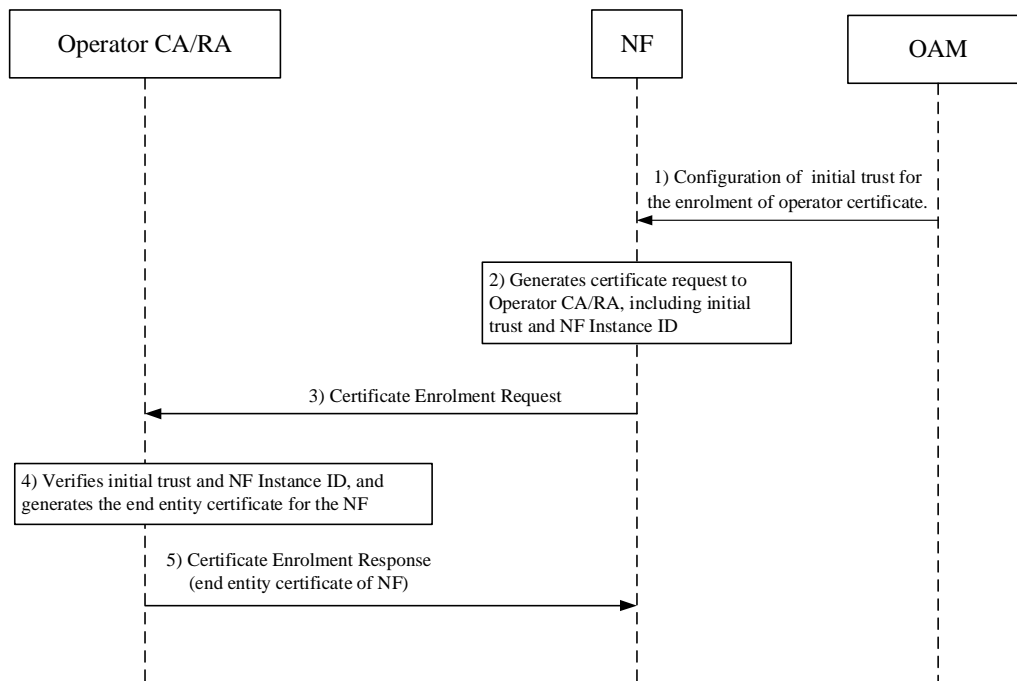 Operator CA/RA
NF
OAM
1) Configuration of initial trust for
the enrolment of operator certificate.
2) Generates certificate request to
Operator CA/RA, including initial
trust and NF Instance ID
3) Certificate Enrolment Request
4) Verifies initial trust and NF Instance ID, and
generates the end entity certificate for the NF
5) Certificate Enrolment Response
(end entity certificate of NF)